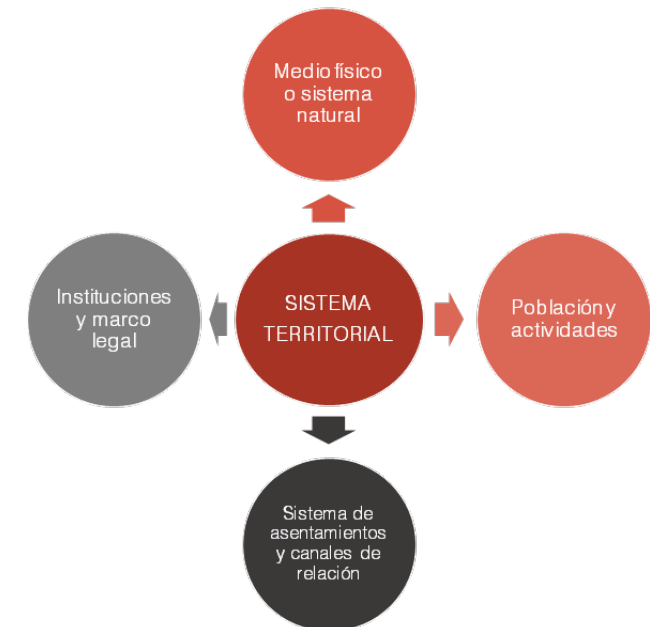 Medio físico
o sistema
natural
Instituciones
y marco
legal
SISTEMA
TERRITORIAL
Población y
actividades
Sistema de
asentamientos
y canales de
relación